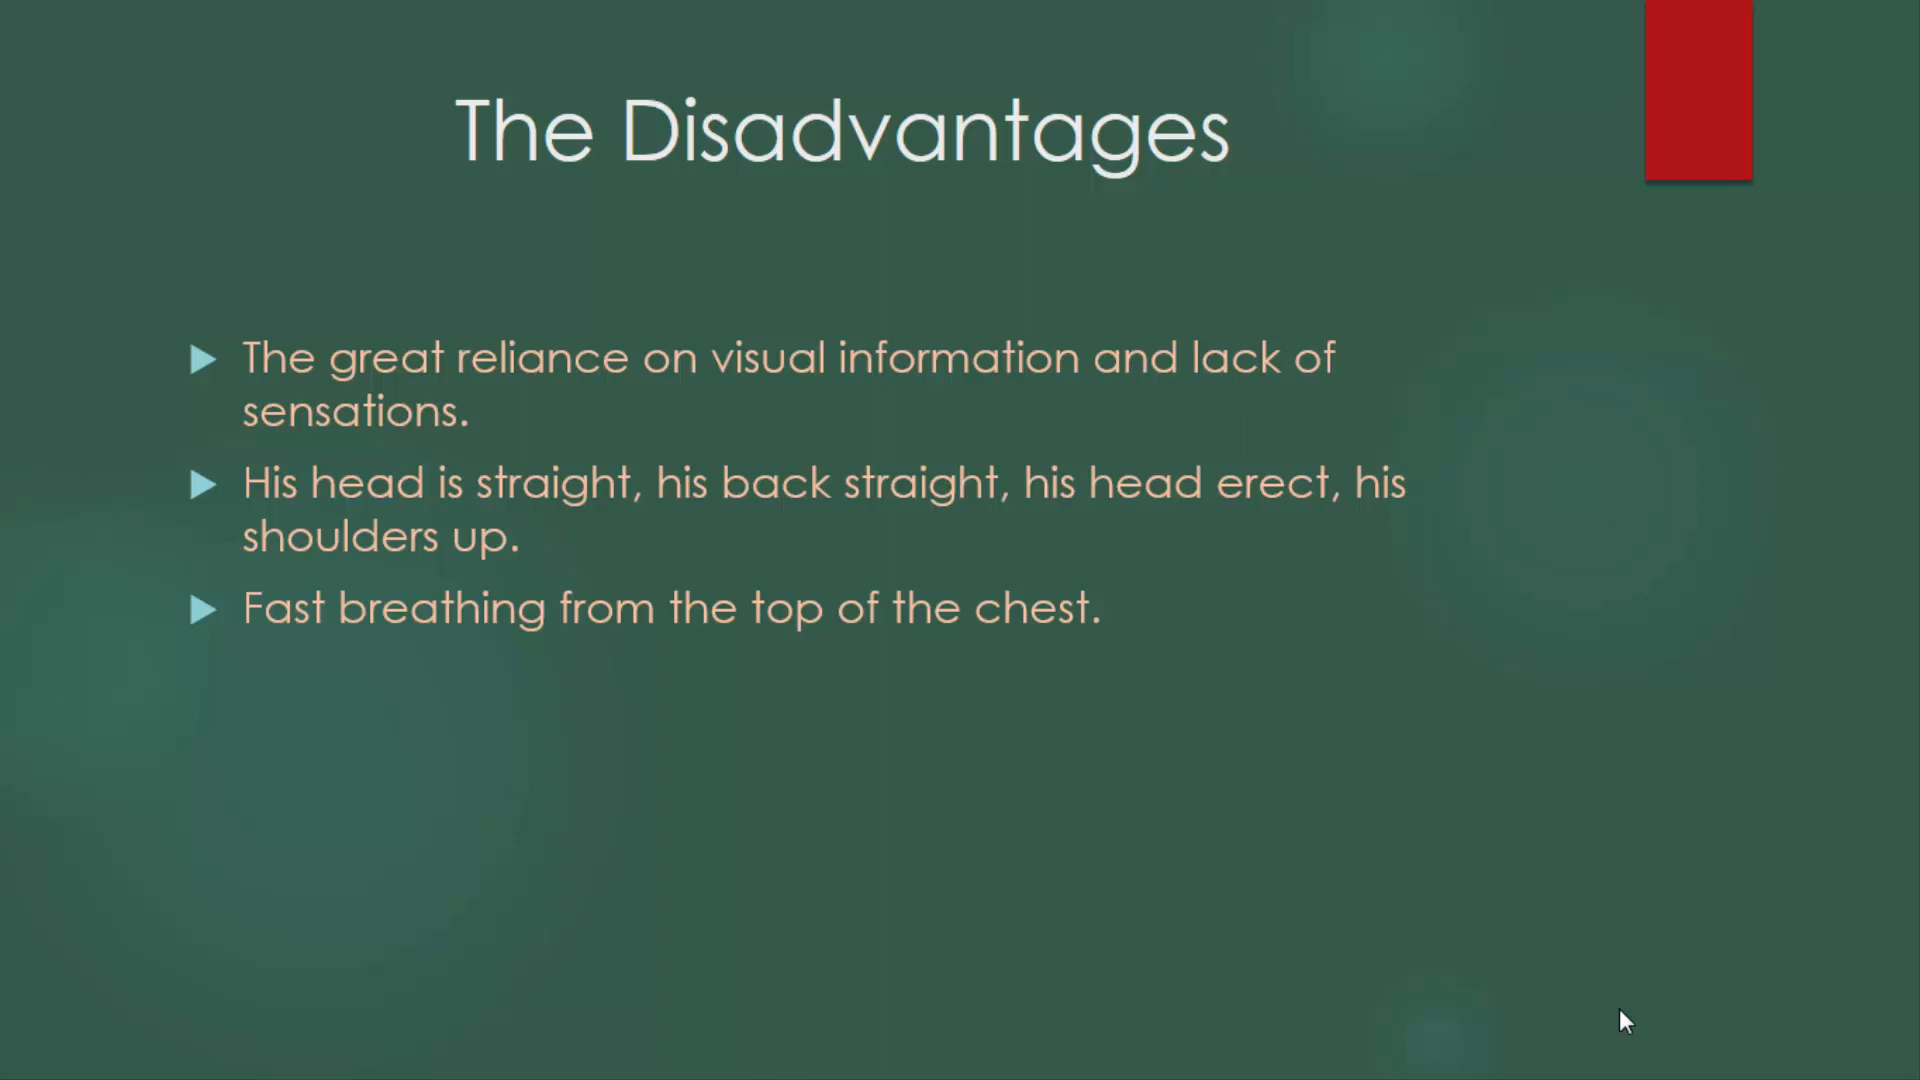 The Disadvantages
The great reliance on visual information and lack of
sensations.
His head is straight, his back straight, his head erect, his
shoulders up.
Fast breathing from the top of the chest.